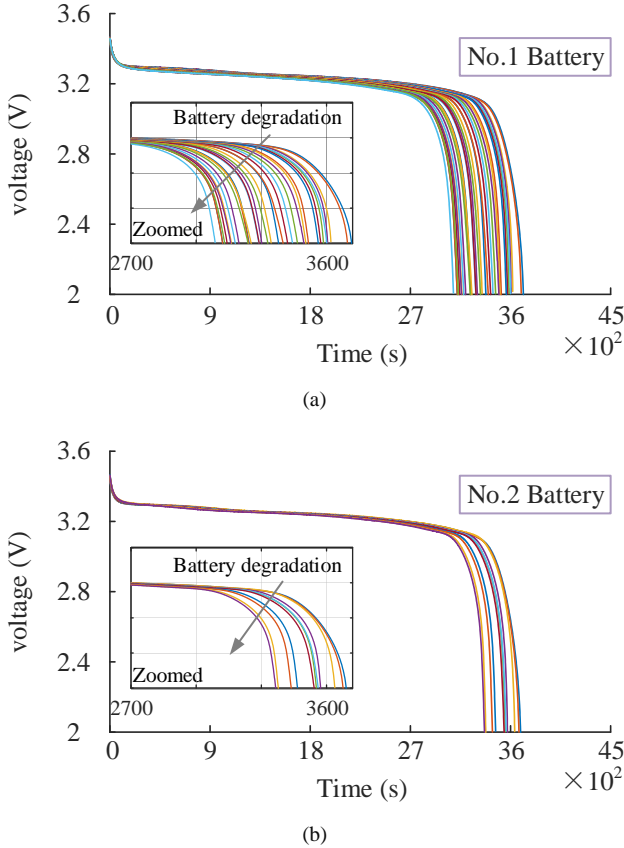 3.6
No.1 Battery
3.2
Battery degradation
voltage (V)
2.8
2.4
Zoomed
2700
3600
2
0
9
18
27
36
45
Time (s)
×10²
(a)
3.6
No.2 Battery
3.2
Battery degradation
voltage (V)
2.8
2.4
Zoomed
2700
3600
2
0
9
18
27
36
45
Time (s)
×10²
(b)